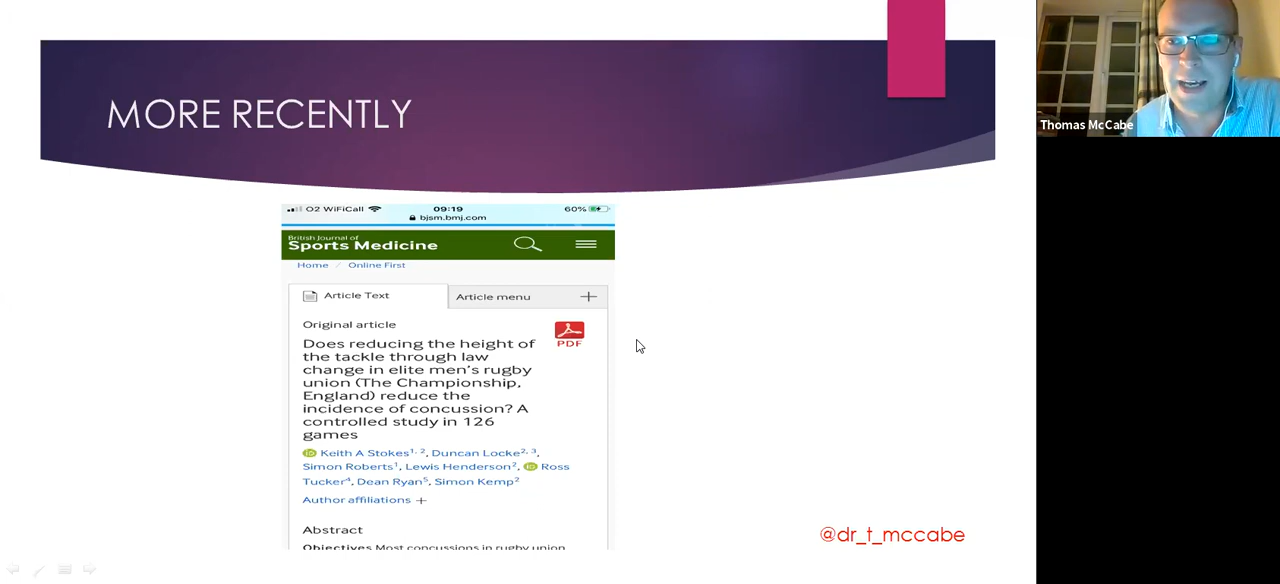 MORE RECENTLY
Thomas McCabe
O2 WiFiCall
09:19
60%
bjsm.bmj.com
British Journal of
Sports Medicine
Home / Online First
Article Text
Article menu +
Original article
PDF
Does reducing the height of
the tackle through law
change in elite men's rugby
union (The Championship,
England) reduce the
incidence of concussion? A
controlled study in 126
games
iD Keith A Stokes1, 2, Duncan Locke2, 3,
Simon Roberts1, Lewis Henderson2, iD Ross
Tucker4, Dean Ryan5, Simon Kemp2
Author affiliations +
Abstract
Objectives Most concussions in rugby union
@dr_t_mccabe